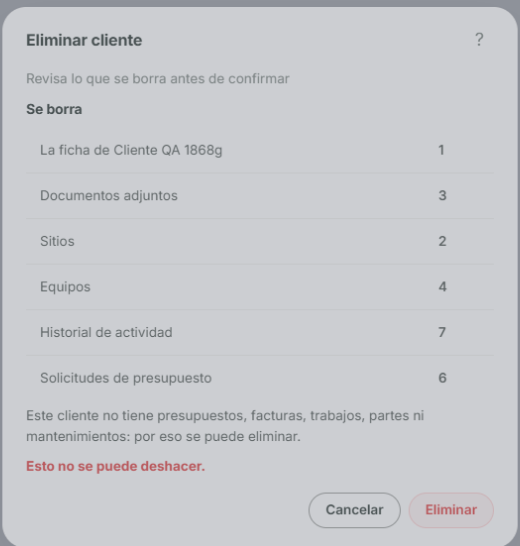 Eliminar cliente ?
Revisa lo que se borra antes de confirmar
Se borra
La ficha de Cliente QA 1868g 1
Documentos adjuntos 3
Sitios 2
Equipos 4
Historial de actividad 7
Solicitudes de presupuesto 6
Este cliente no tiene presupuestos, facturas, trabajos, partes ni
mantenimientos: por eso se puede eliminar.
Esto no se puede deshacer.
Cancelar Eliminar